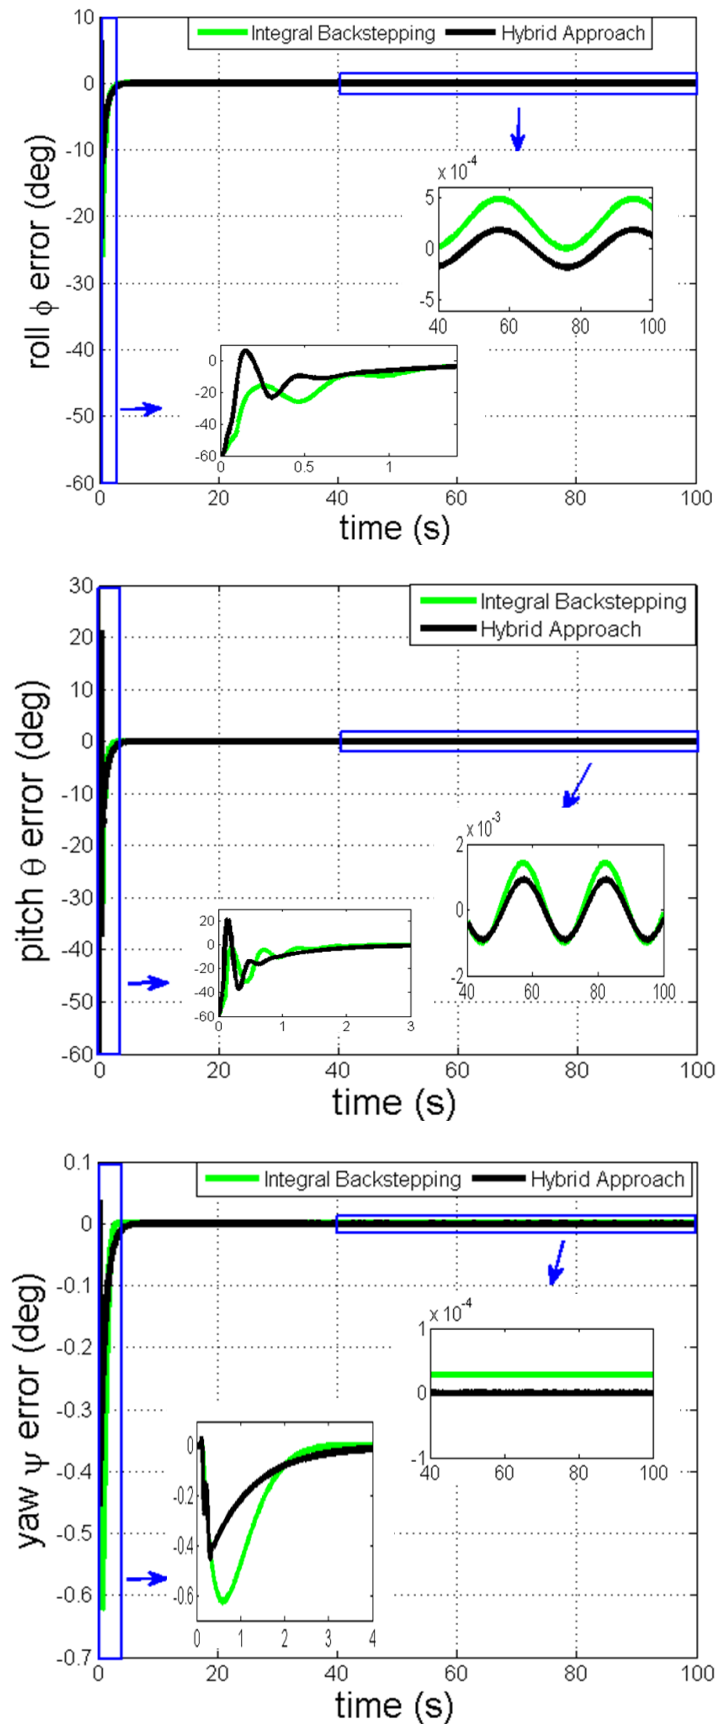 10
Integral Backstepping Hybrid Approach
0
-10
-20
-30
-40
-50
-60
roll ϕ error (deg)
x 10⁻⁴
5
0
-5
40 60 80 100
0
-20
-40
-60
0 0.5 1
0 20 40 60 80 100
time (s)
30
Integral Backstepping
Hybrid Approach
20
10
0
-10
-20
-30
-40
-50
-60
pitch θ error (deg)
x 10⁻³
2
0
-2
40 60 80 100
20
0
-20
-40
-60
0 1 2 3
0 20 40 60 80 100
time (s)
0.1
Integral Backstepping Hybrid Approach
0
-0.1
-0.2
-0.3
-0.4
-0.5
-0.6
-0.7
yaw ψ error (deg)
x 10⁻⁴
1
0
-1
40 60 80 100
0
-0.2
-0.4
-0.6
0 1 2 3 4
0 20 40 60 80 100
time (s)